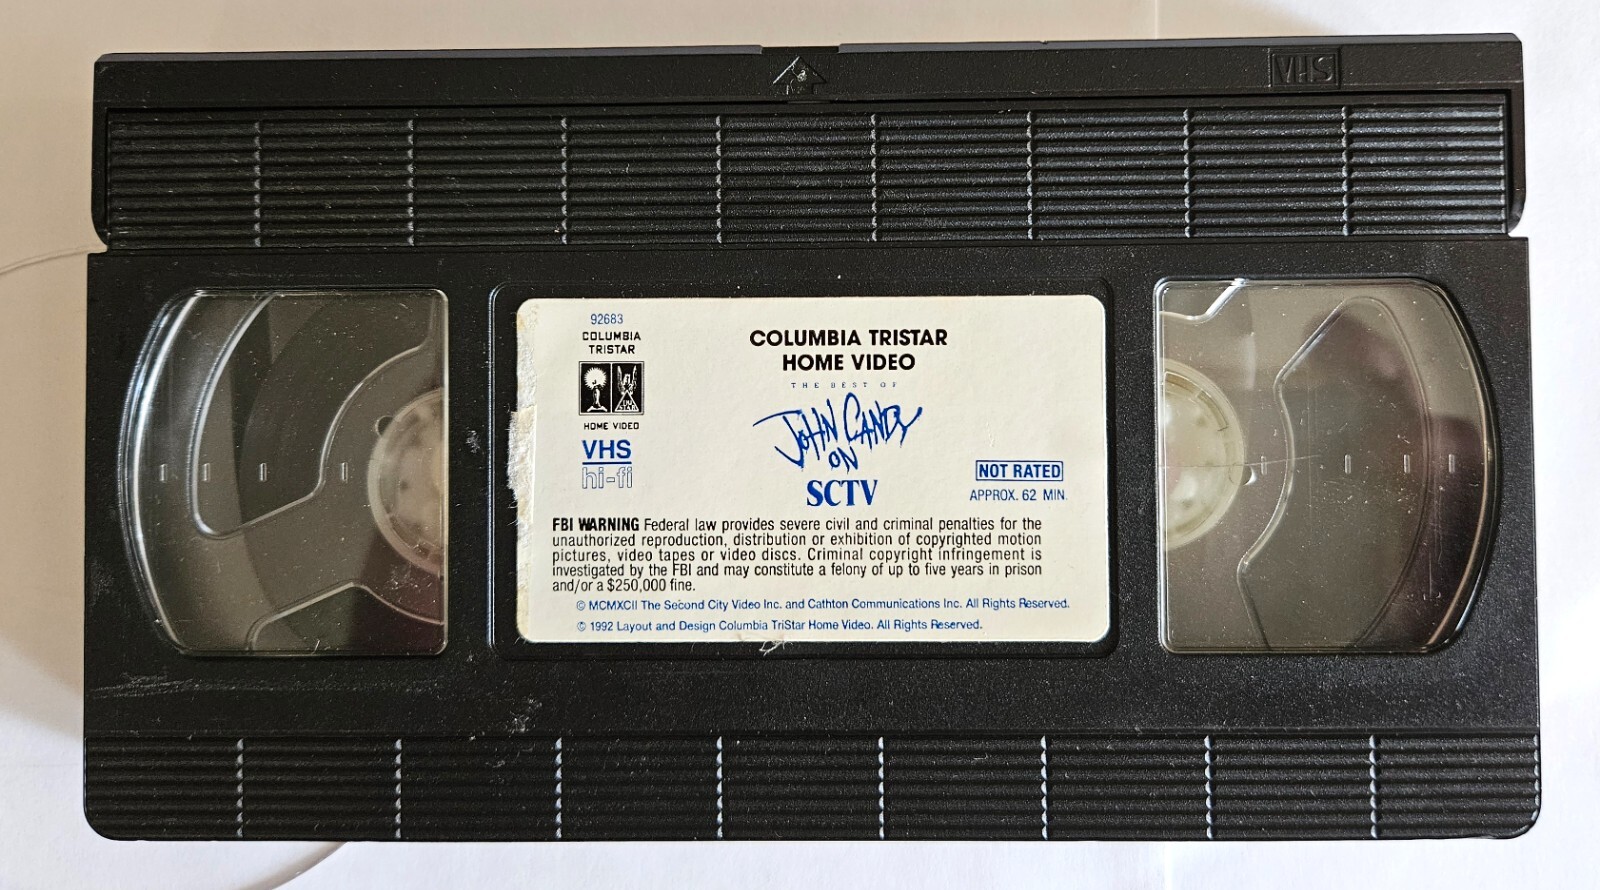 VHS
92683
COLUMBIA
TRISTAR
TRI
STAR
HOME VIDEO
VHS
hi-fi
COLUMBIA TRISTAR
HOME VIDEO
THE BEST OF
JOHN CANDY
ON
SCTV
NOT RATED
APPROX. 62 MIN.
FBI WARNING Federal law provides severe civil and criminal penalties for the
unauthorized reproduction, distribution or exhibition of copyrighted motion
pictures, video tapes or video discs. Criminal copyright infringement is
investigated by the FBI and may constitute a felony of up to five years in prison
and/or a $250,000 fine.
© MCMXCII The Second City Video Inc. and Cathton Communications Inc. All Rights Reserved.
© 1992 Layout and Design Columbia TriStar Home Video. All Rights Reserved.